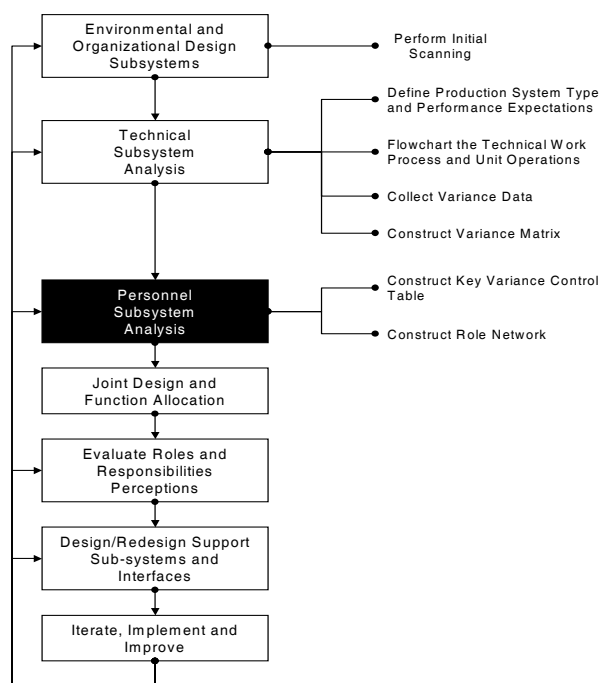 Environmental and
Organizational Design
Subsystems
Perform Initial
Scanning
Technical
Subsystem
Analysis
Define Production System Type
and Performance Expectations
Flowchart the Technical Work
Process and Unit Operations
Collect Variance Data
Construct Variance Matrix
Personnel
Subsystem
Analysis
Construct Key Variance Control
Table
Construct Role Network
Joint Design and
Function Allocation
Evaluate Roles and
Responsibilities
Perceptions
Design/Redesign Support
Sub-systems and
Interfaces
Iterate, Implement and
Improve